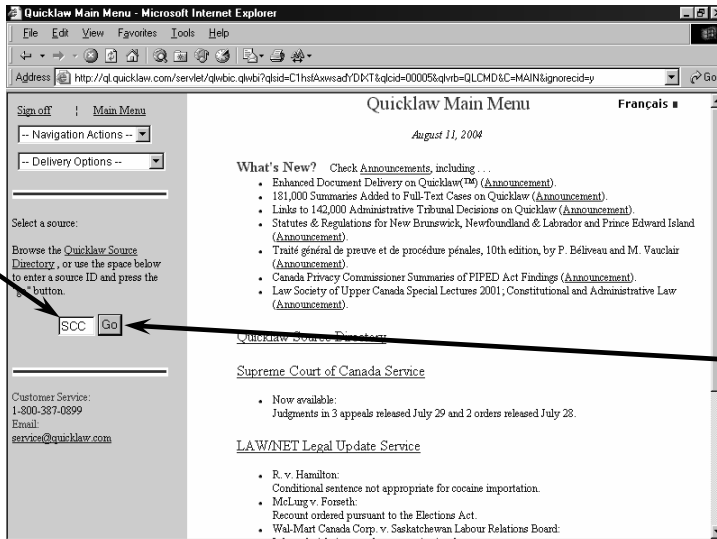 Quicklaw Main Menu - Microsoft Internet Explorer
File Edit View Favorites Tools Help
Address http://ql.quicklaw.com/servlet/qlwbic.qlwbi?qlsid=C1hsfAxwsadYDIXT&qlcid=00005&qlvrb=QLCMD&C=MAIN&ignorecid=y Go
Sign off ¦ Main Menu
-- Navigation Actions --
-- Delivery Options --
Select a source:
Browse the Quicklaw Source
Directory , or use the space below
to enter a source ID and press the
"go" button.
SCC Go
Customer Service:
1-800-387-0899
Email:
service@quicklaw.com
Quicklaw Main Menu Français
August 11, 2004
What's New? Check Announcements, including . . .
• Enhanced Document Delivery on Quicklaw(™) (Announcement).
• 181,000 Summaries Added to Full-Text Cases on Quicklaw (Announcement).
• Links to 142,000 Administrative Tribunal Decisions on Quicklaw (Announcement).
• Statutes & Regulations for New Brunswick, Newfoundland & Labrador and Prince Edward Island
(Announcement).
• Traité général de preuve et de procédure pénales, 10th edition, by P. Béliveau and M. Vauclair
(Announcement).
• Canada Privacy Commissioner Summaries of PIPED Act Findings (Announcement).
• Law Society of Upper Canada Special Lectures 2001; Constitutional and Administrative Law
(Announcement).
Quicklaw Source Directory
Supreme Court of Canada Service
• Now available:
Judgments in 3 appeals released July 29 and 2 orders released July 28.
LAW/NET Legal Update Service
• R. v. Hamilton:
Conditional sentence not appropriate for cocaine importation.
• McLurg v. Forseth:
Recount ordered pursuant to the Elections Act.
• Wal-Mart Canada Corp. v. Saskatchewan Labour Relations Board: